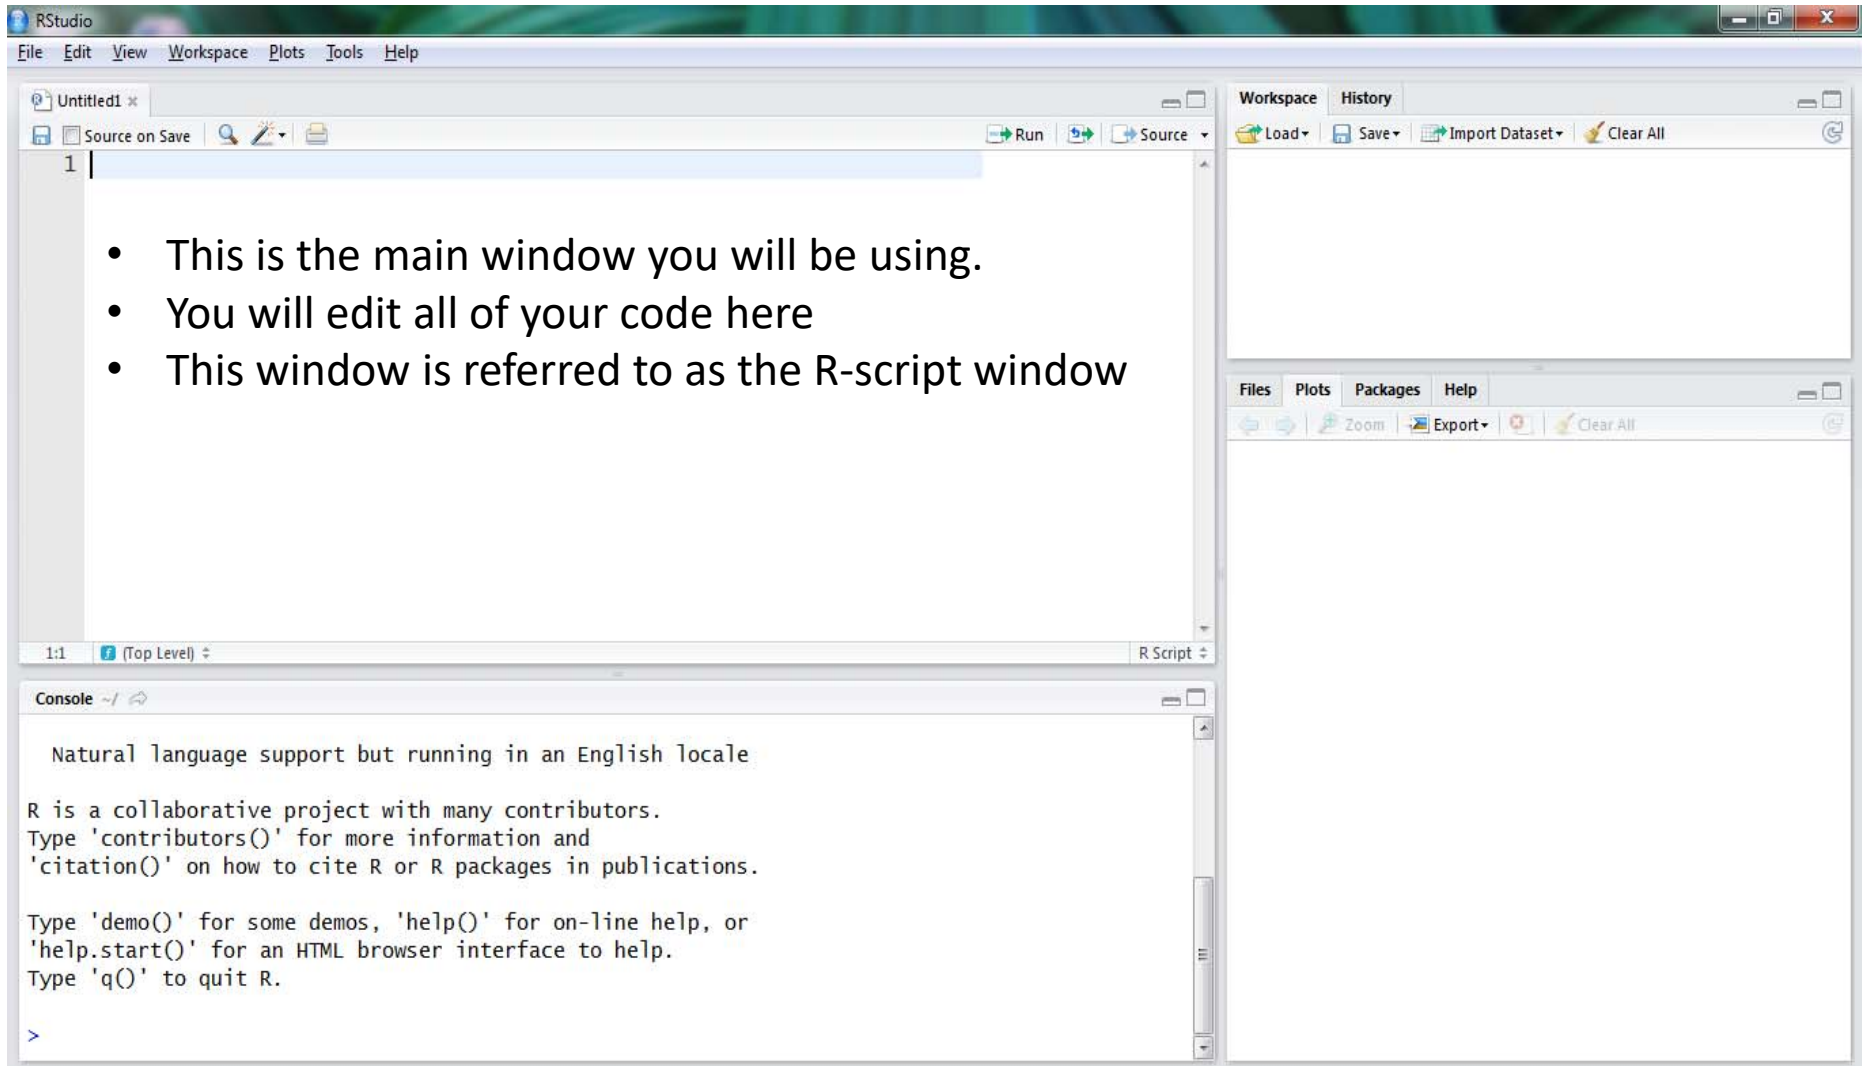 RStudio
File Edit View Workspace Plots Tools Help
Untitled1
Source on Save Run Source
1
• This is the main window you will be using.
• You will edit all of your code here
• This window is referred to as the R-script window
1:1 (Top Level) R Script
Console ~/
Natural language support but running in an English locale
R is a collaborative project with many contributors.
Type 'contributors()' for more information and
'citation()' on how to cite R or R packages in publications.
Type 'demo()' for some demos, 'help()' for on-line help, or
'help.start()' for an HTML browser interface to help.
Type 'q()' to quit R.
>
Workspace History
Load Save Import Dataset Clear All
Files Plots Packages Help
Zoom Export Clear All